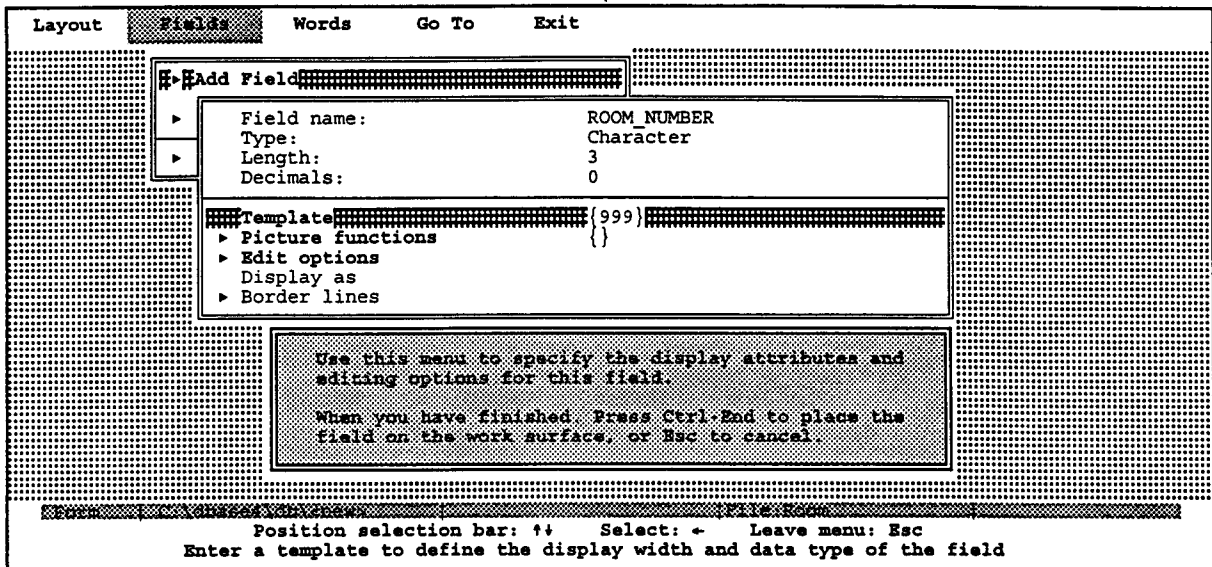 Layout Fields Words Go To Exit
► Add Field
► Field name: ROOM_NUMBER
Type: Character
► Length: 3
Decimals: 0
Template {999}
► Picture functions {}
► Edit options
Display as
► Border lines
Use this menu to specify the display attributes and
editing options for this field.
When you have finished Press Ctrl-End to place the
field on the work surface, or Esc to cancel.
Form File:Room
Position selection bar: ↑↓ Select: ← Leave menu: Esc
Enter a template to define the display width and data type of the field